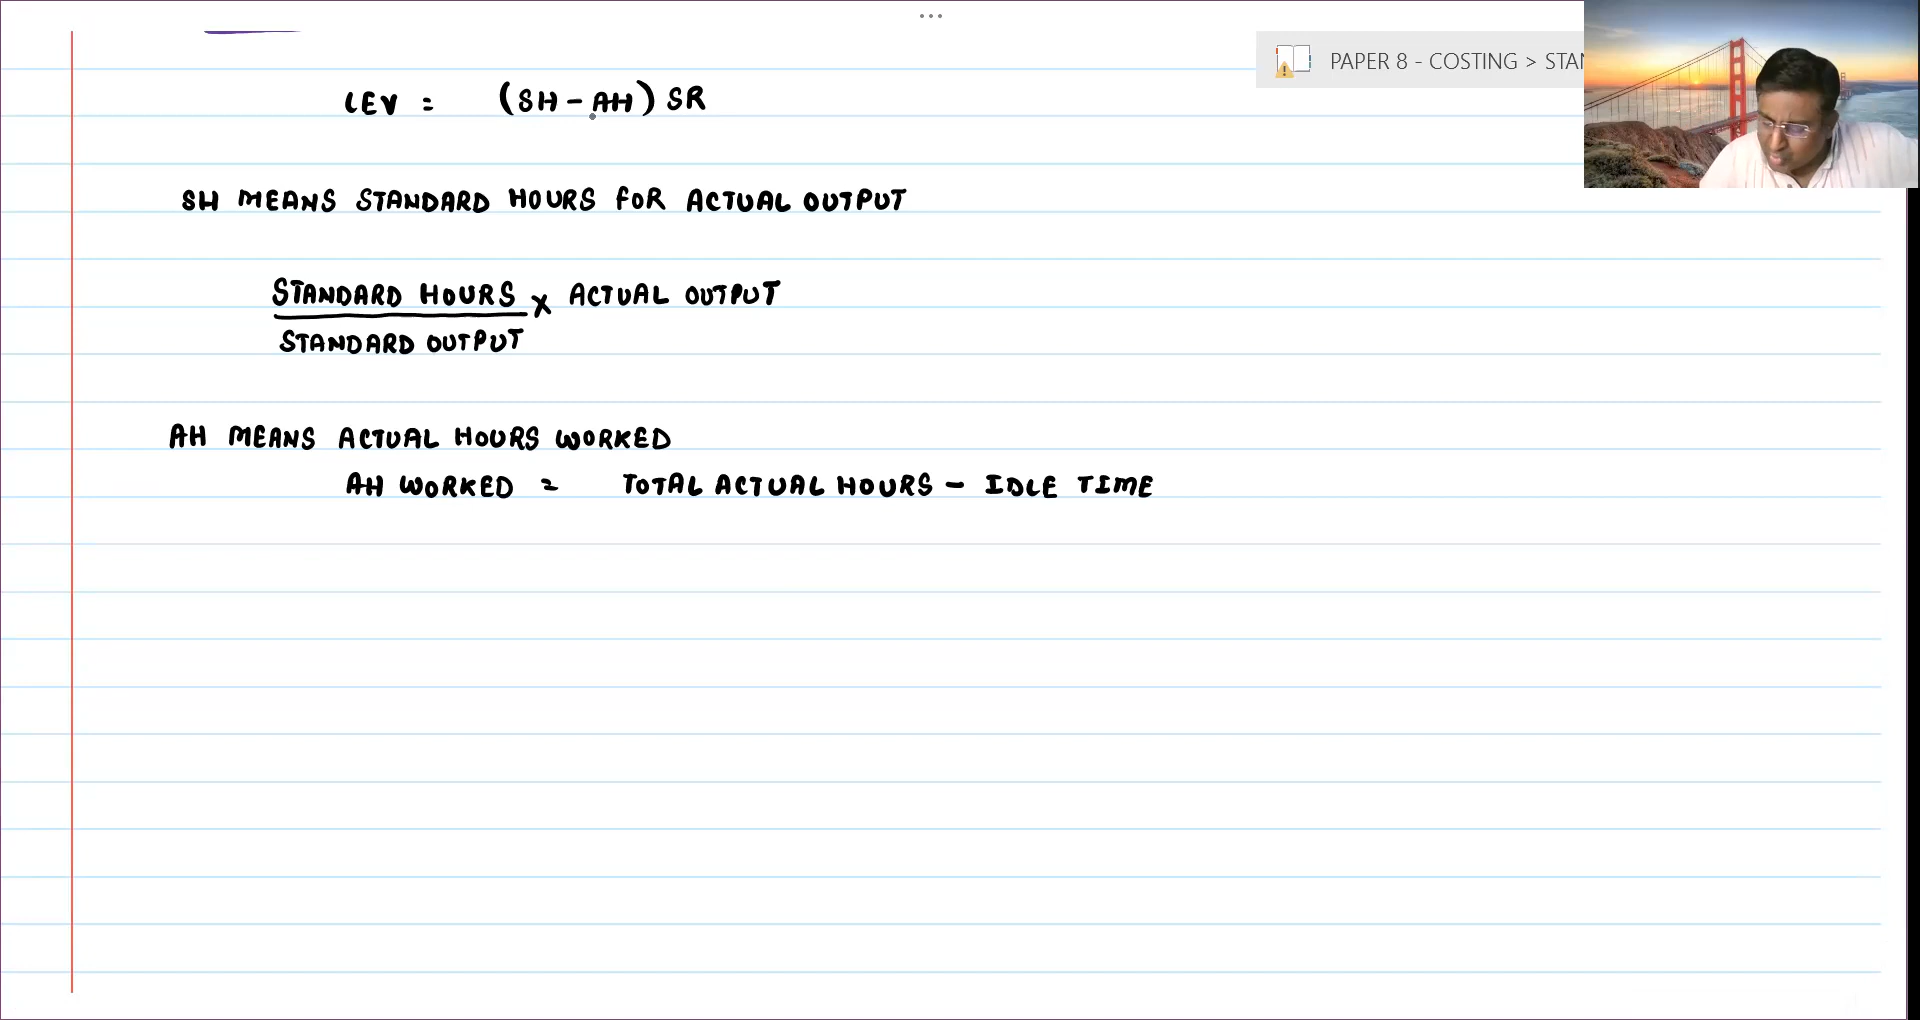 PAPER 8 - COSTING > STAN
LEV = (SH - AH) SR
SH MEANS STANDARD HOURS FOR ACTUAL OUTPUT
STANDARD HOURS X ACTUAL OUTPUT
STANDARD OUTPUT
AH MEANS ACTUAL HOURS WORKED
AH WORKED = TOTAL ACTUAL HOURS - IDLE TIME